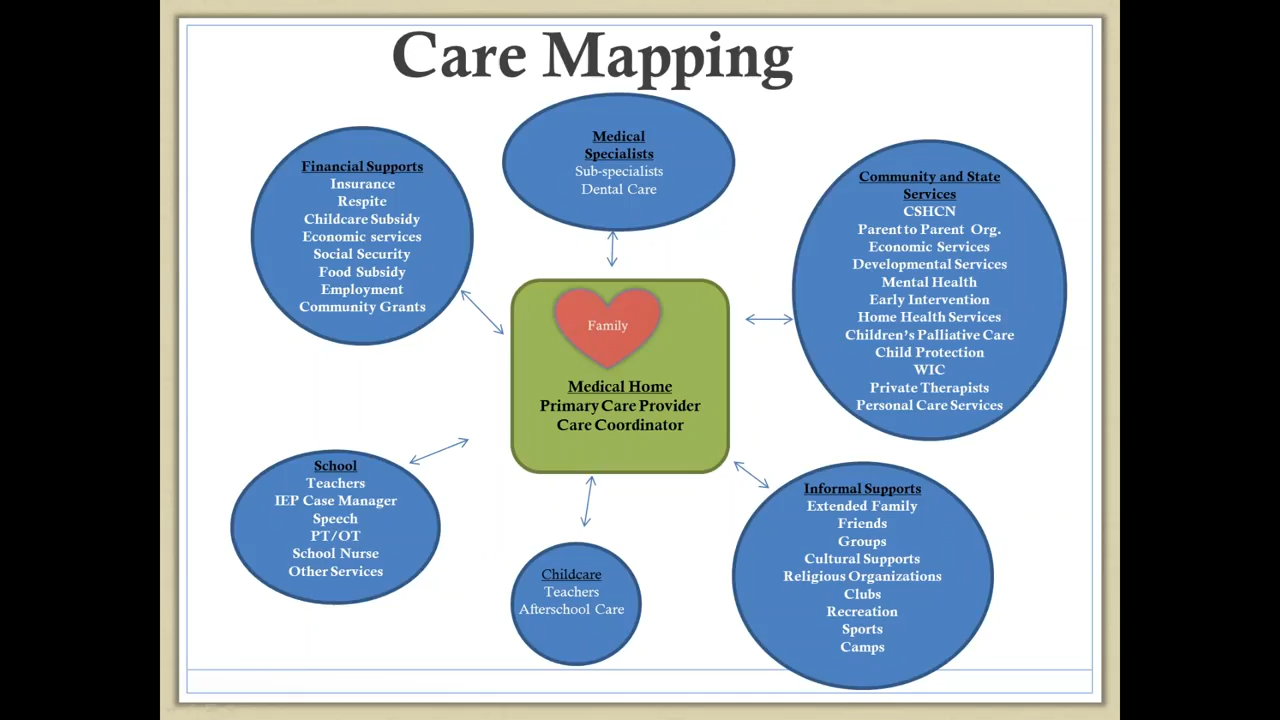 Care Mapping
Medical
Specialists
Sub-specialists
Dental Care
Financial Supports
Insurance
Respite
Childcare Subsidy
Economic services
Social Security
Food Subsidy
Employment
Community Grants
Community and State
Services
CSHCN
Parent to Parent Org.
Economic Services
Developmental Services
Mental Health
Early Intervention
Home Health Services
Children's Palliative Care
Child Protection
WIC
Private Therapists
Personal Care Services
Family
Medical Home
Primary Care Provider
Care Coordinator
School
Teachers
IEP Case Manager
Speech
PT/OT
School Nurse
Other Services
Childcare
Teachers
Afterschool Care
Informal Supports
Extended Family
Friends
Groups
Cultural Supports
Religious Organizations
Clubs
Recreation
Sports
Camps